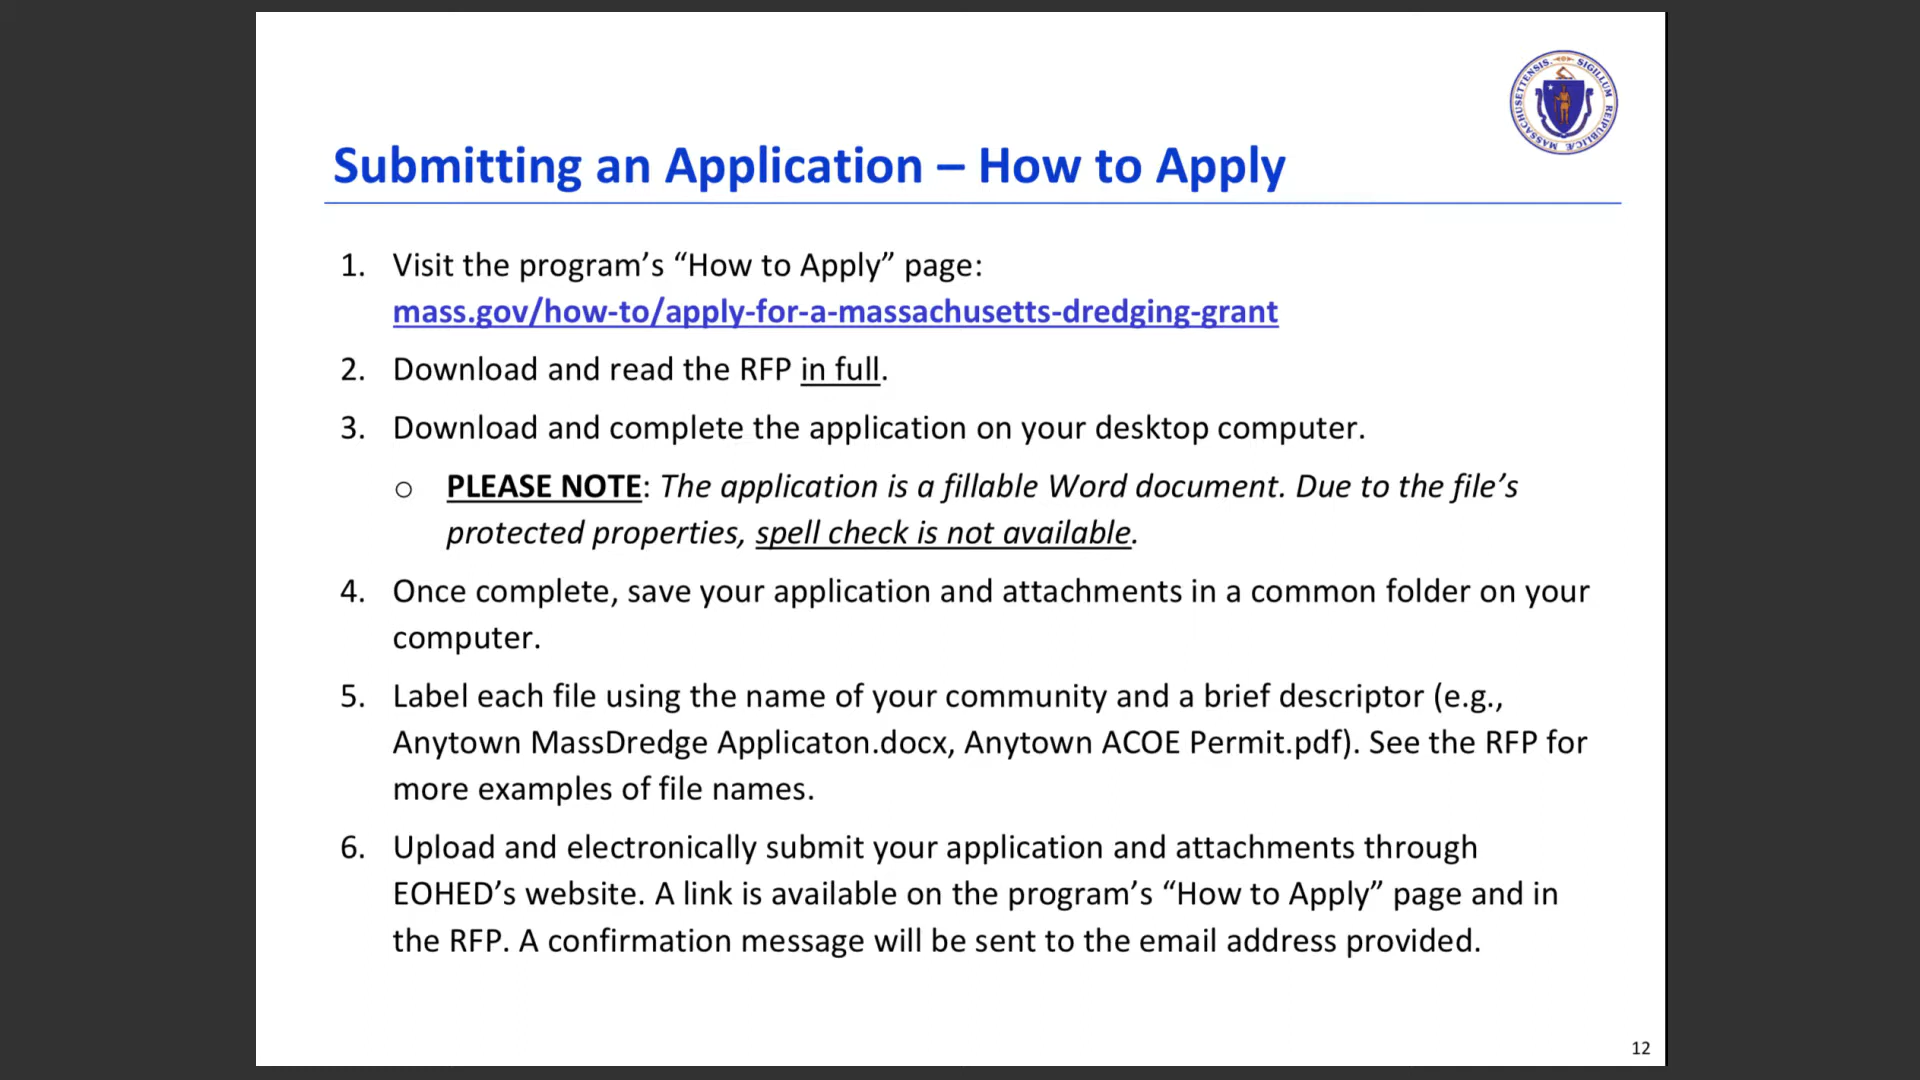 MASSACHUSETTENSIS. SIGILLUM REIPUBLICÆ
Submitting an Application – How to Apply
1. Visit the program’s “How to Apply” page:
mass.gov/how-to/apply-for-a-massachusetts-dredging-grant
2. Download and read the RFP in full.
3. Download and complete the application on your desktop computer.
o PLEASE NOTE: The application is a fillable Word document. Due to the file’s
protected properties, spell check is not available.
4. Once complete, save your application and attachments in a common folder on your
computer.
5. Label each file using the name of your community and a brief descriptor (e.g.,
Anytown MassDredge Applicaton.docx, Anytown ACOE Permit.pdf). See the RFP for
more examples of file names.
6. Upload and electronically submit your application and attachments through
EOHED’s website. A link is available on the program’s “How to Apply” page and in
the RFP. A confirmation message will be sent to the email address provided.
12